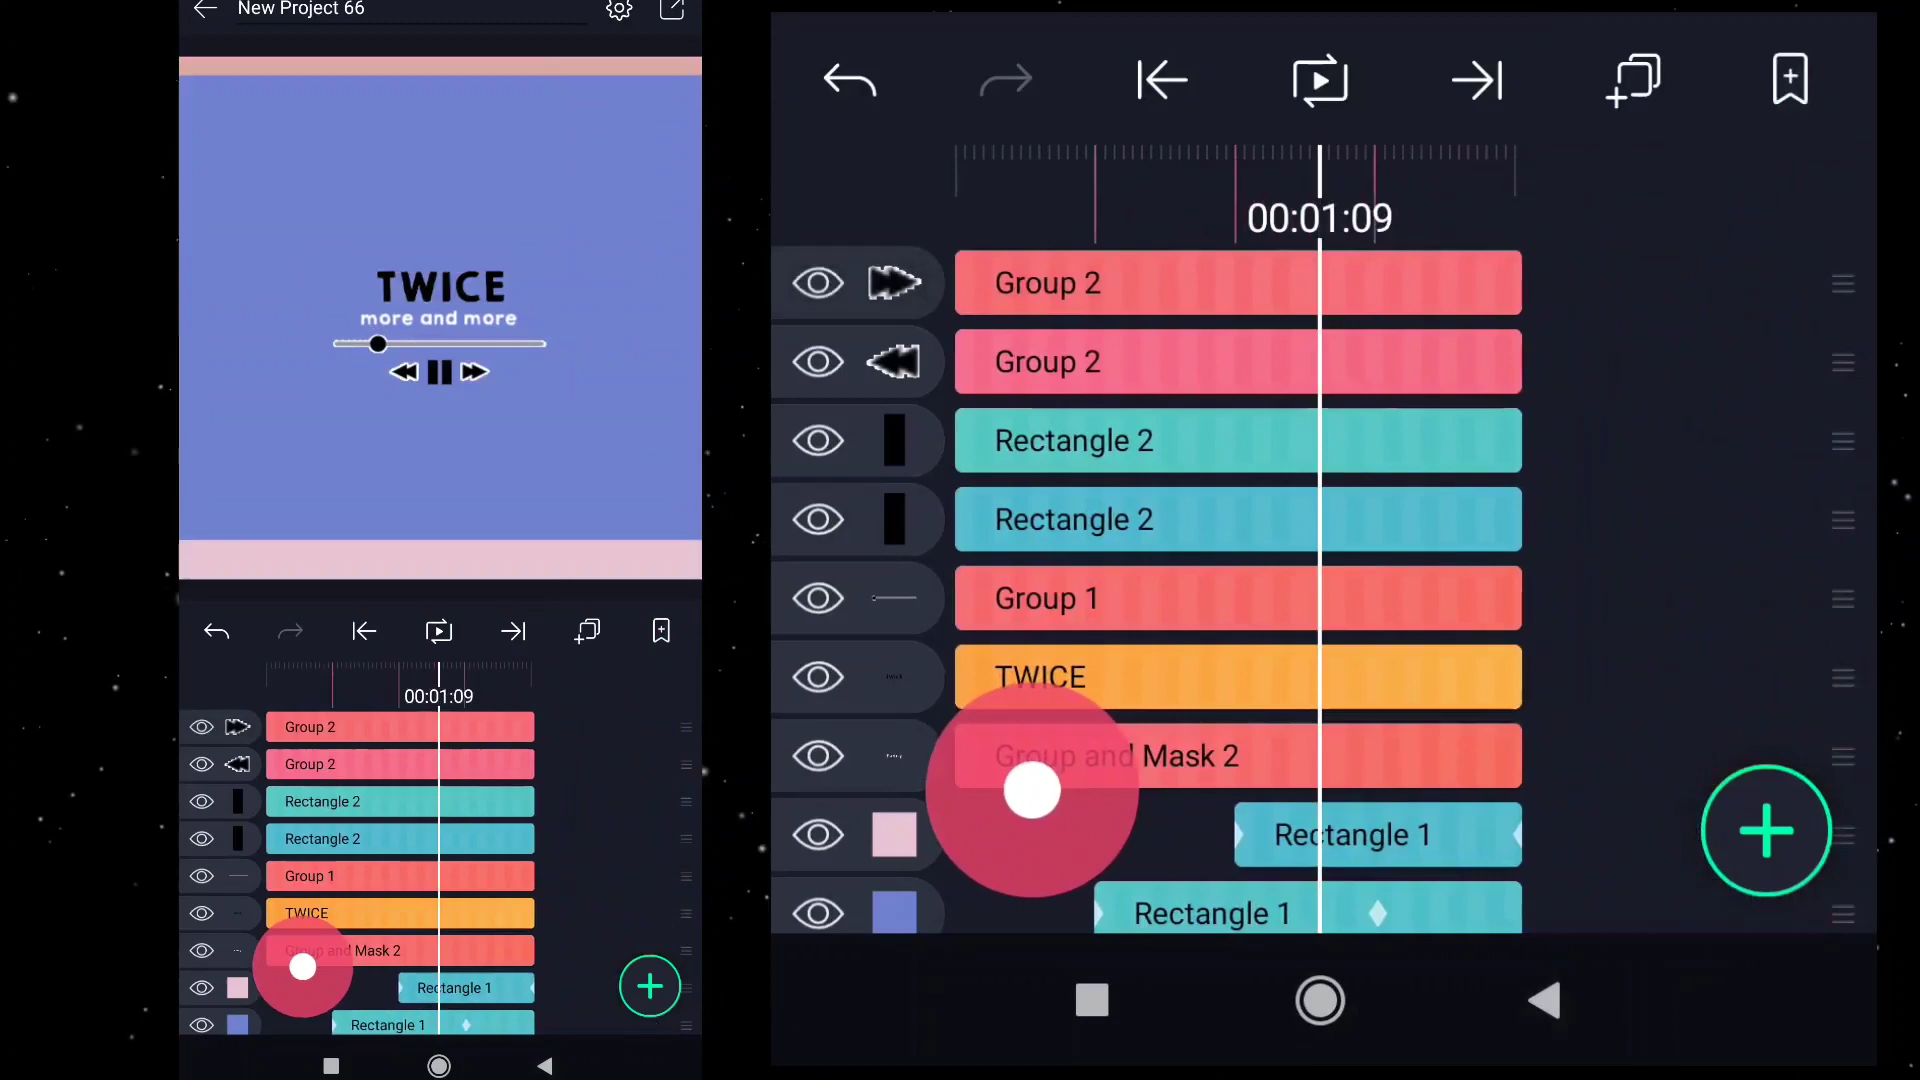 New Project 66
TWICE
more and more
00:01:09
Group 2
Group 2
Rectangle 2
Rectangle 2
Group 1
TWICE
Group and Mask 2
Rectangle 1
Rectangle 1
00:01:09
Group 2
Group 2
Rectangle 2
Rectangle 2
Group 1
TWICE
Group and Mask 2
Rectangle 1
Rectangle 1